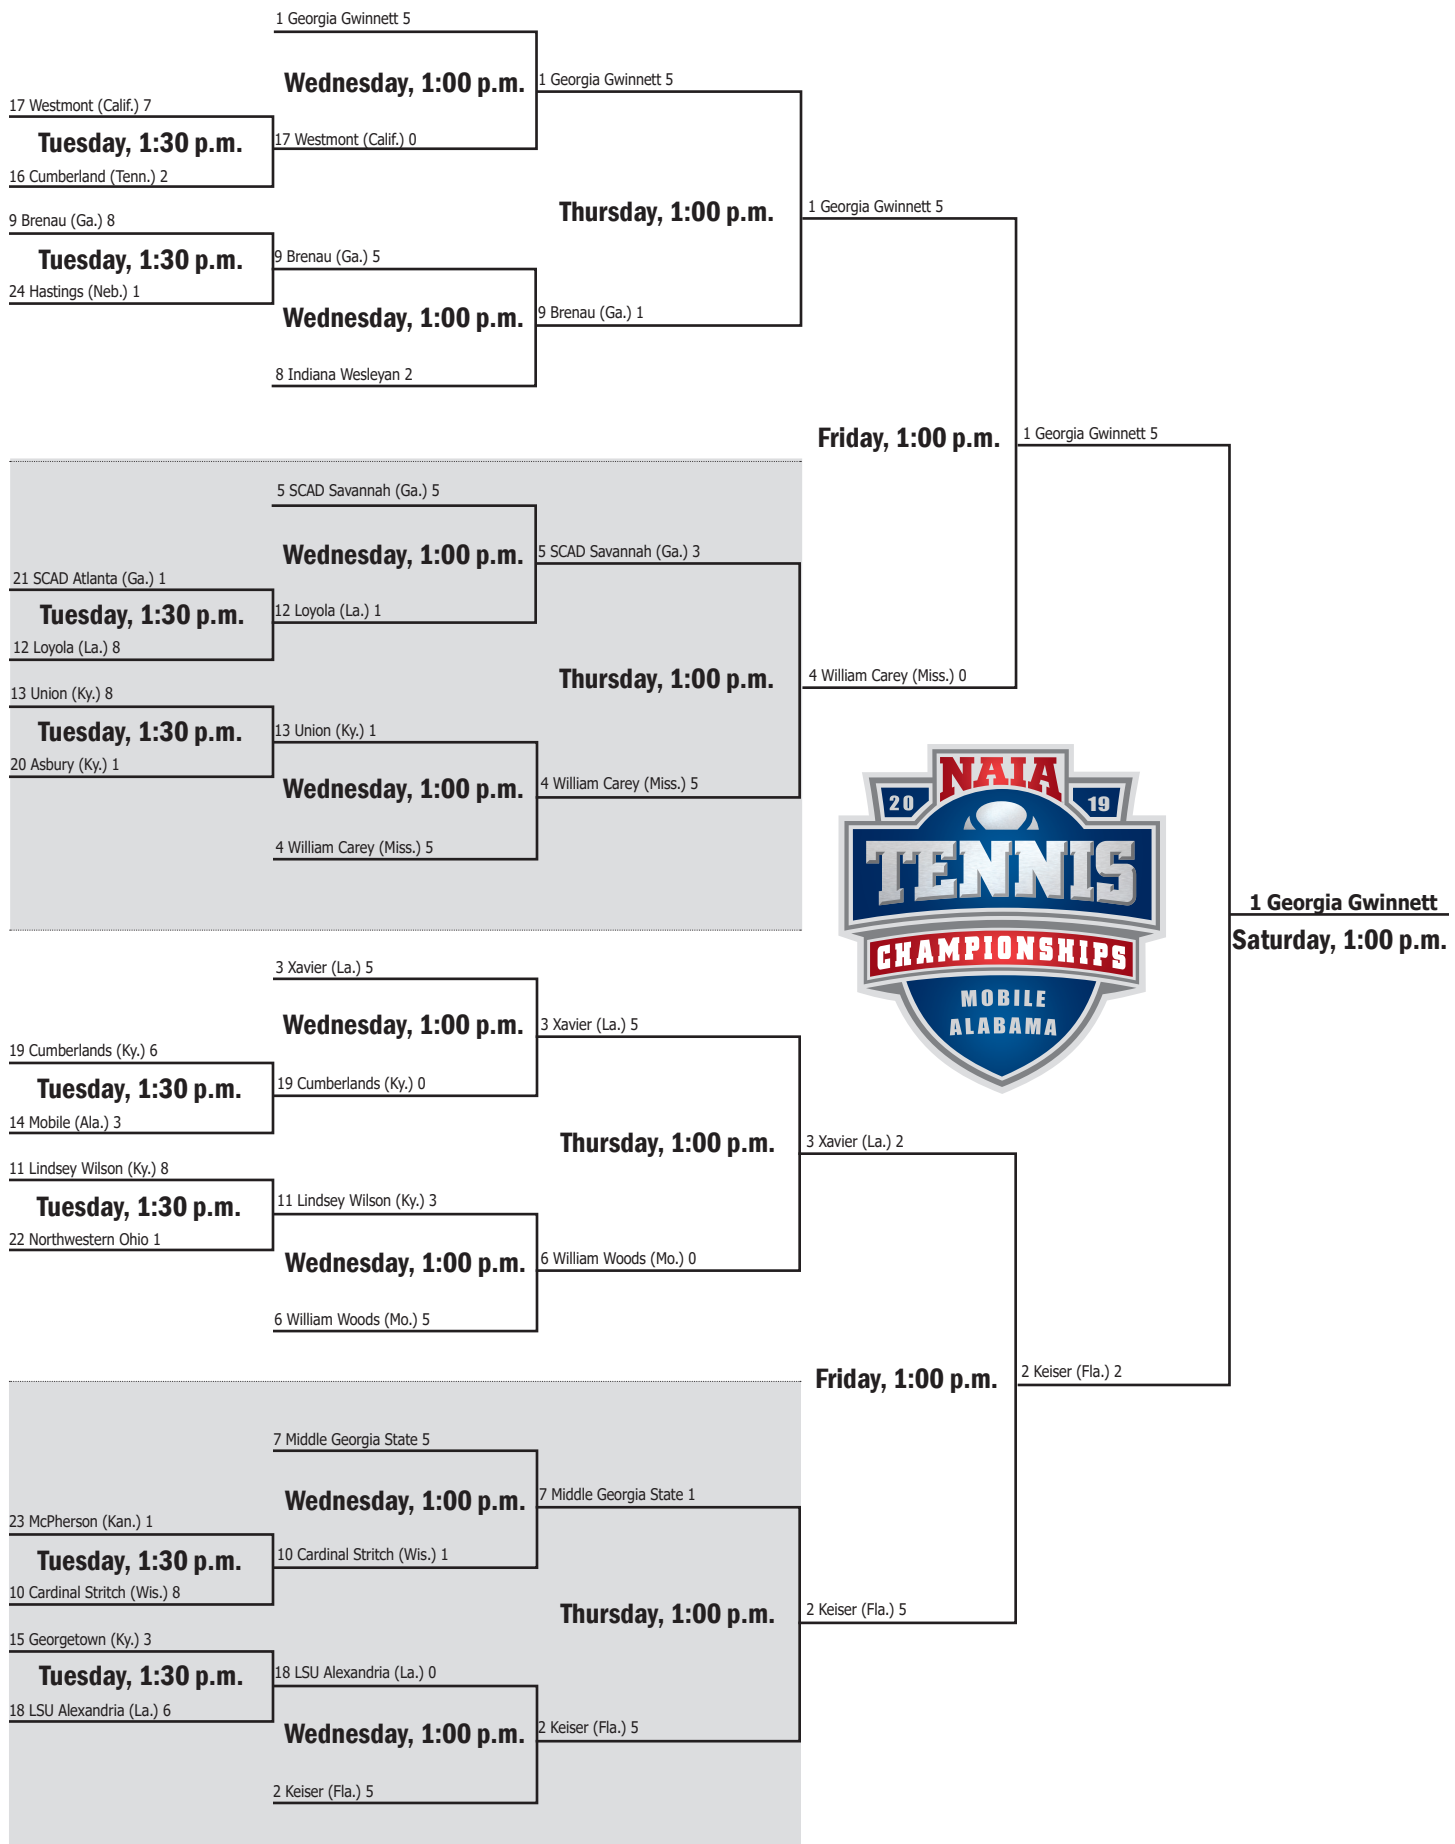 1 Georgia Gwinnett 5
Wednesday, 1:00 p.m.
1 Georgia Gwinnett 5
17 Westmont (Calif.) 7
Tuesday, 1:30 p.m.
17 Westmont (Calif.) 0
16 Cumberland (Tenn.) 2
Thursday, 1:00 p.m.
1 Georgia Gwinnett 5
9 Brenau (Ga.) 8
Tuesday, 1:30 p.m.
9 Brenau (Ga.) 5
24 Hastings (Neb.) 1
Wednesday, 1:00 p.m.
9 Brenau (Ga.) 1
8 Indiana Wesleyan 2
Friday, 1:00 p.m.
1 Georgia Gwinnett 5
5 SCAD Savannah (Ga.) 5
Wednesday, 1:00 p.m.
5 SCAD Savannah (Ga.) 3
21 SCAD Atlanta (Ga.) 1
Tuesday, 1:30 p.m.
12 Loyola (La.) 1
12 Loyola (La.) 8
Thursday, 1:00 p.m.
4 William Carey (Miss.) 0
13 Union (Ky.) 8
Tuesday, 1:30 p.m.
13 Union (Ky.) 1
20 Asbury (Ky.) 1
Wednesday, 1:00 p.m.
4 William Carey (Miss.) 5
4 William Carey (Miss.) 5
NAIA
20 19
TENNIS
CHAMPIONSHIPS
MOBILE
ALABAMA
1 Georgia Gwinnett
Saturday, 1:00 p.m.
3 Xavier (La.) 5
Wednesday, 1:00 p.m.
3 Xavier (La.) 5
19 Cumberlands (Ky.) 6
Tuesday, 1:30 p.m.
19 Cumberlands (Ky.) 0
14 Mobile (Ala.) 3
Thursday, 1:00 p.m.
3 Xavier (La.) 2
11 Lindsey Wilson (Ky.) 8
Tuesday, 1:30 p.m.
11 Lindsey Wilson (Ky.) 3
22 Northwestern Ohio 1
Wednesday, 1:00 p.m.
6 William Woods (Mo.) 0
6 William Woods (Mo.) 5
Friday, 1:00 p.m.
2 Keiser (Fla.) 2
7 Middle Georgia State 5
Wednesday, 1:00 p.m.
7 Middle Georgia State 1
23 McPherson (Kan.) 1
Tuesday, 1:30 p.m.
10 Cardinal Stritch (Wis.) 1
10 Cardinal Stritch (Wis.) 8
Thursday, 1:00 p.m.
2 Keiser (Fla.) 5
15 Georgetown (Ky.) 3
Tuesday, 1:30 p.m.
18 LSU Alexandria (La.) 0
18 LSU Alexandria (La.) 6
Wednesday, 1:00 p.m.
2 Keiser (Fla.) 5
2 Keiser (Fla.) 5